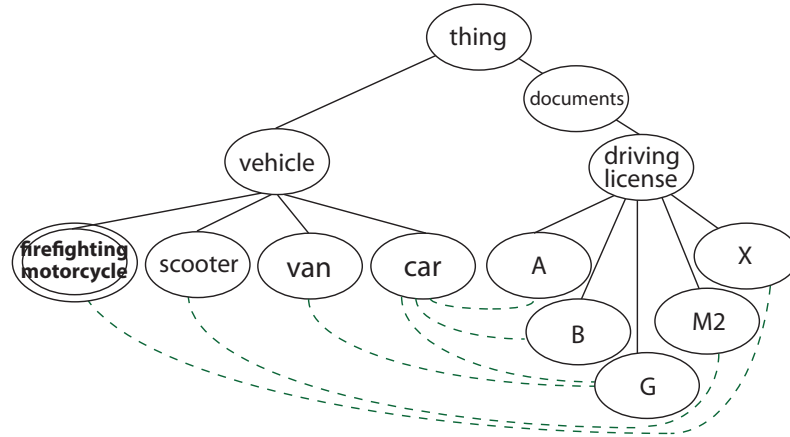 thing
documents
vehicle
driving
license
firefighting
motorcycle
scooter
van
car
A
X
B
M2
G